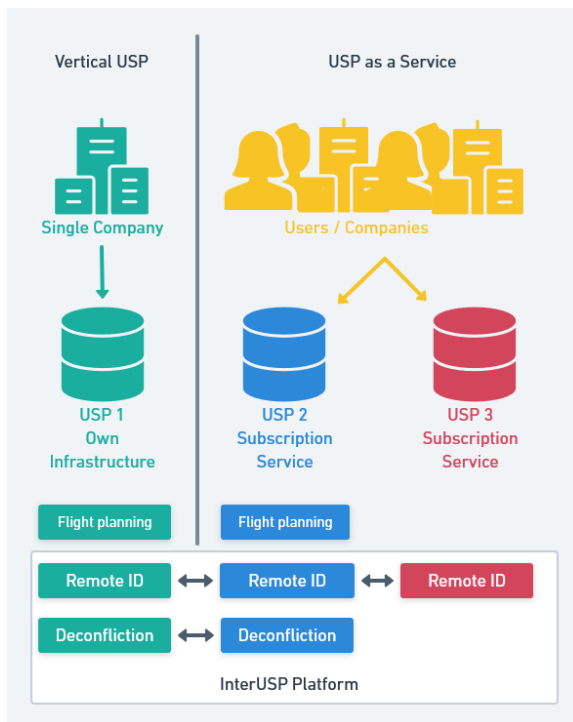 Vertical USP
USP as a Service
Single Company
Users / Companies
USP 1
Own
Infrastructure
USP 2
Subscription
Service
USP 3
Subscription
Service
Flight planning
Flight planning
Remote ID
Remote ID
Remote ID
Deconfliction
Deconfliction
InterUSP Platform